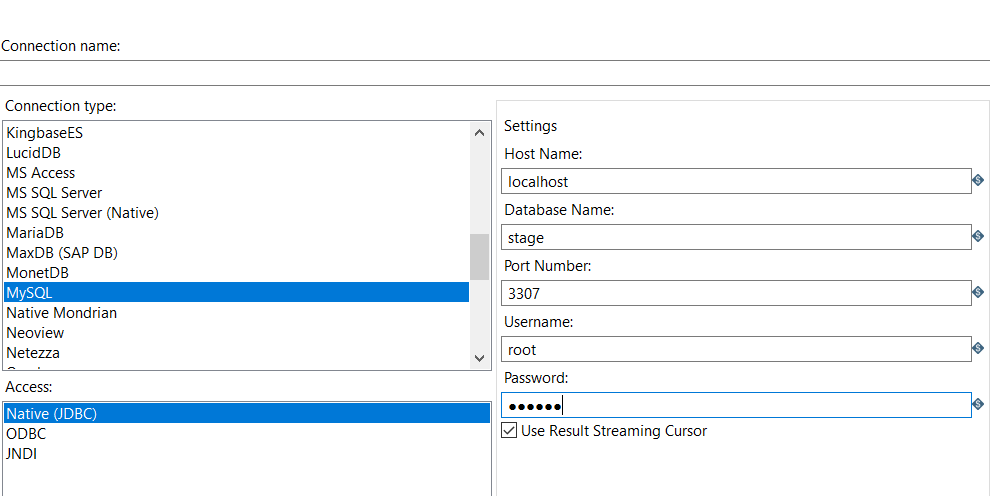 Connection name:
Connection type:
KingbaseES
LucidDB
MS Access
MS SQL Server
MS SQL Server (Native)
MariaDB
MaxDB (SAP DB)
MonetDB
MySQL
Native Mondrian
Neoview
Netezza
Access:
Native (JDBC)
ODBC
JNDI
Settings
Host Name:
localhost
Database Name:
stage
Port Number:
3307
Username:
root
Password:
●●●●●●
Use Result Streaming Cursor